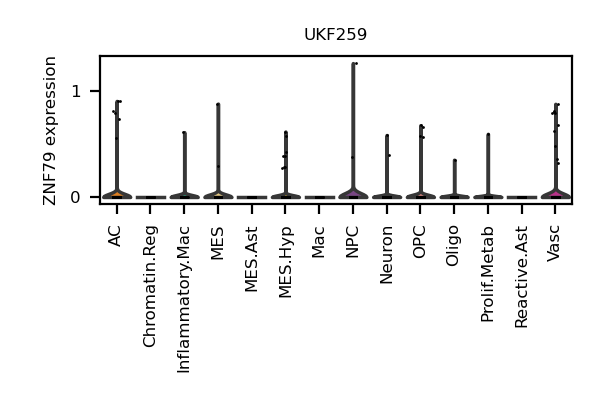 UKF259
ZNF79 expression
1
0
AC
Chromatin.Reg
Inflammatory.Mac
MES
MES.Ast
MES.Hyp
Mac
NPC
Neuron
OPC
Oligo
Prolif.Metab
Reactive.Ast
Vasc